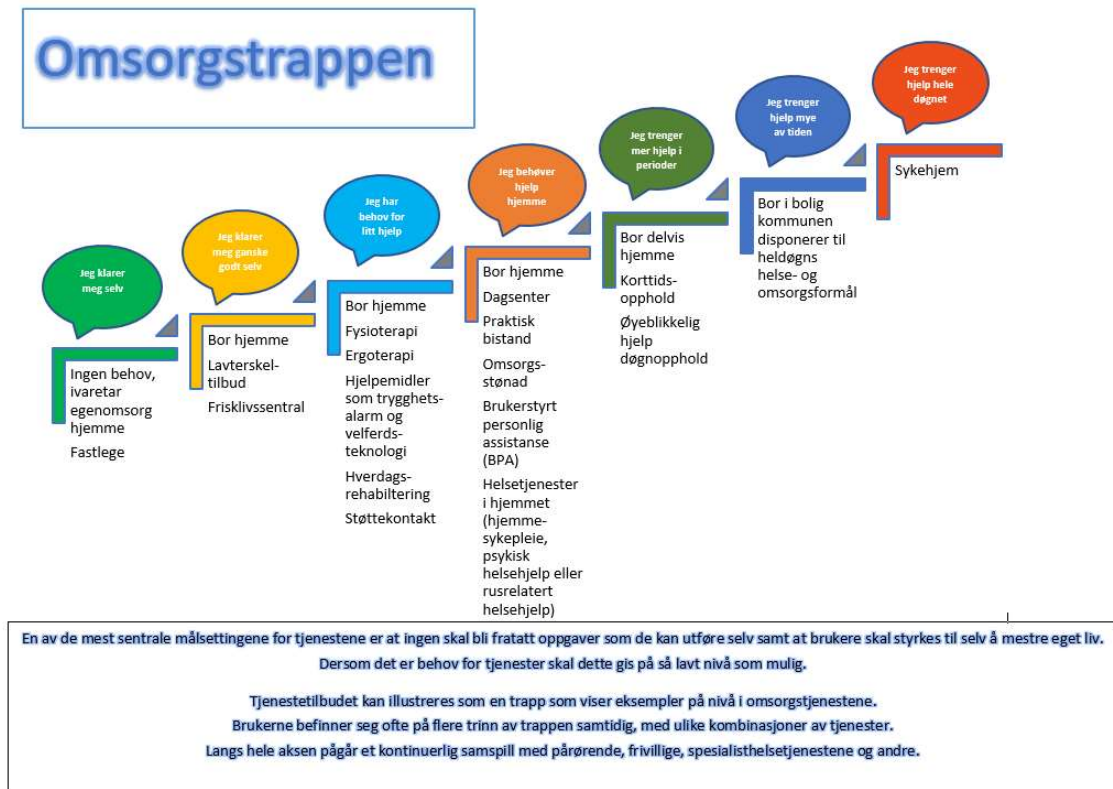 Omsorgstrappen
Jeg klarer
meg selv
Ingen behov,
ivaretar
egenomsorg
hjemme
Fastlege
Jeg klarer
meg ganske
godt selv
Bor hjemme
Lavterskel-
tilbud
Frisklivssentral
Jeg har
behov for
litt hjelp
Bor hjemme
Fysioterapi
Ergoterapi
Hjelpemidler
som trygghets-
alarm og
velferds-
teknologi
Hverdags-
rehabiltering
Støttekontakt
Jeg behøver
hjelp
hjemme
Bor hjemme
Dagsenter
Praktisk
bistand
Omsorgs-
stønad
Brukerstyrt
personlig
assistanse
(BPA)
Helsetjenester
i hjemmet
(hjemme-
sykepleie,
psykisk
helsehjelp eller
rusrelatert
helsehjelp)
Jeg trenger
mer hjelp i
perioder
Bor delvis
hjemme
Korttids-
opphold
Øyeblikkelig
hjelp
døgnopphold
Jeg trenger
hjelp mye
av tiden
Bor i bolig
kommunen
disponerer til
heldøgns
helse- og
omsorgsformål
Jeg trenger
hjelp hele
døgnet
Sykehjem
En av de mest sentrale målsettingene for tjenestene er at ingen skal bli fratatt oppgaver som de kan utføre selv samt at brukere skal styrkes til selv å mestre eget liv.
Dersom det er behov for tjenester skal dette gis på så lavt nivå som mulig.
Tjenestetilbudet kan illustreres som en trapp som viser eksempler på nivå i omsorgstjenestene.
Brukerne befinner seg ofte på flere trinn av trappen samtidig, med ulike kombinasjoner av tjenester.
Langs hele aksen pågår et kontinuerlig samspill med pårørende, frivillige, spesialisthelsetjenestene og andre.